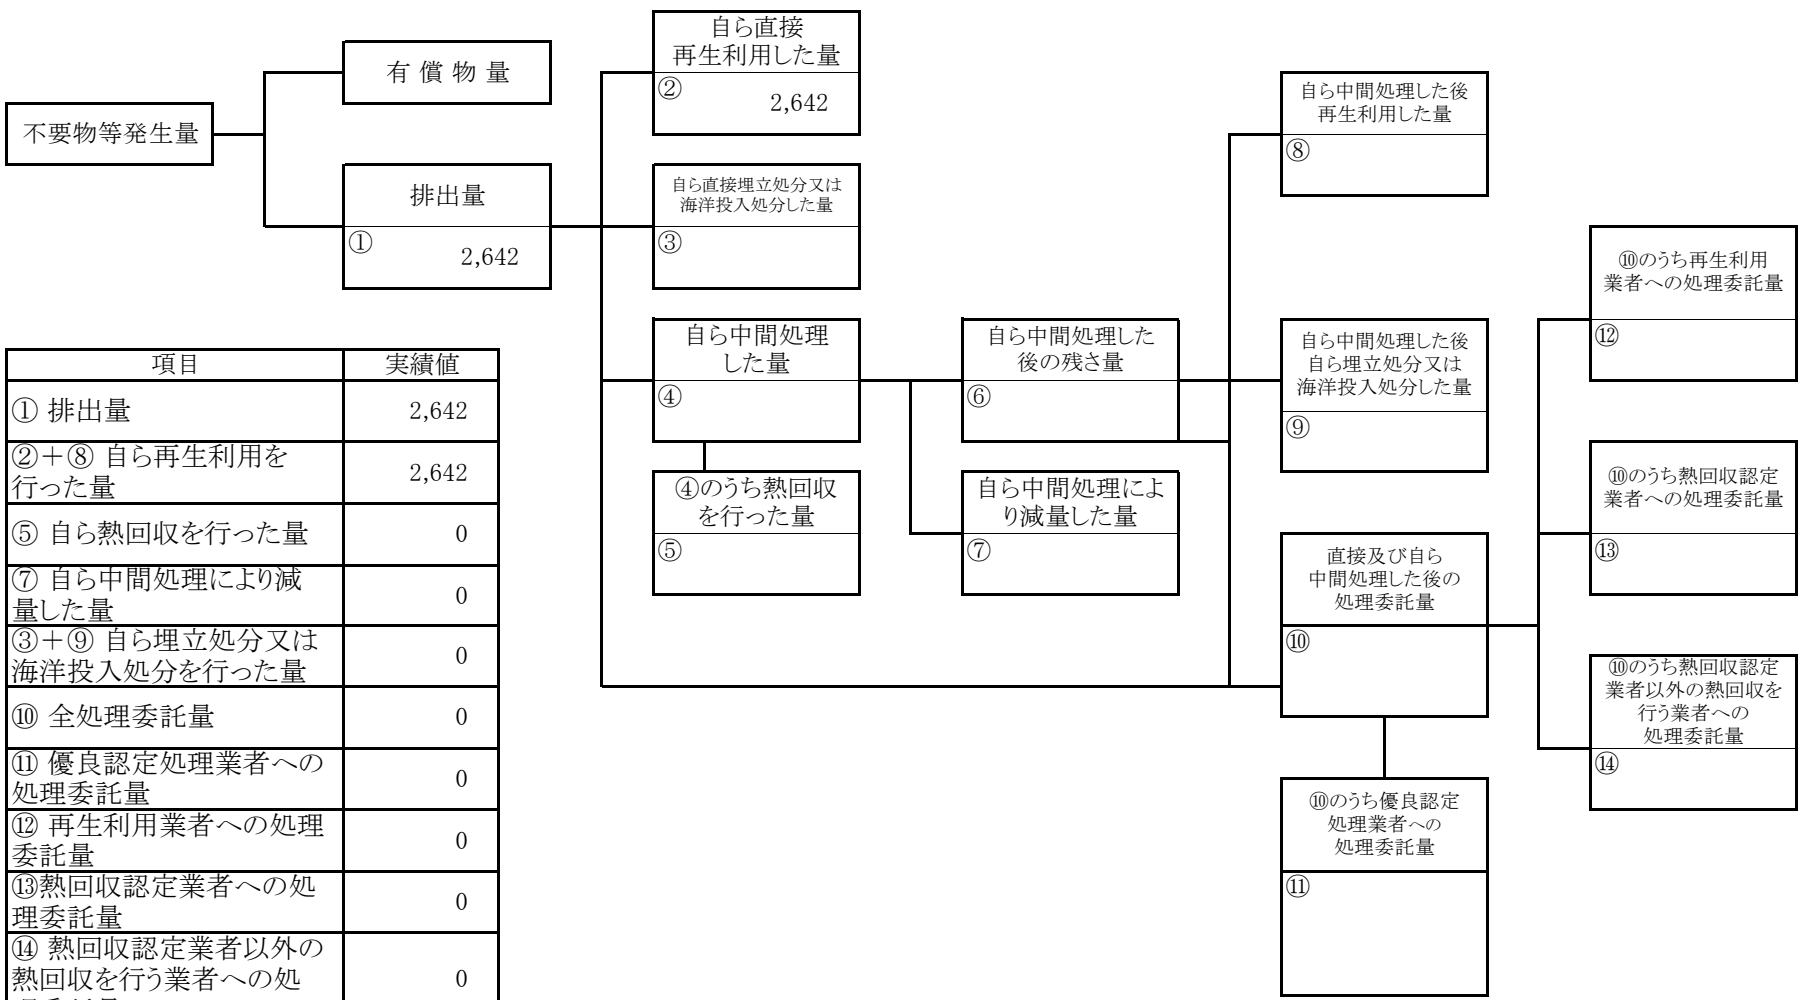 不要物等発生量
有 償 物 量
排出量
①
2,642
自ら直接
再生利用した量
②
2,642
自ら直接埋立処分又は
海洋投入処分した量
③
自ら中間処理
した量
④
④のうち熱回収
を行った量
⑤
自ら中間処理した
後の残さ量
⑥
自ら中間処理によ
り減量した量
⑦
自ら中間処理した後
再生利用した量
⑧
自ら中間処理した後
自ら埋立処分又は
海洋投入処分した量
⑨
直接及び自ら
中間処理した後の
処理委託量
⑩
⑩のうち優良認定
処理業者への
処理委託量
⑪
⑩のうち再生利用
業者への処理委託量
⑫
⑩のうち熱回収認定
業者への処理委託量
⑬
⑩のうち熱回収認定
業者以外の熱回収を
行う業者への
処理委託量
⑭
項目 実績値
① 排出量 2,642
②＋⑧ 自ら再生利用を
行った量 2,642
⑤ 自ら熱回収を行った量 0
⑦ 自ら中間処理により減
量した量 0
③＋⑨ 自ら埋立処分又は
海洋投入処分を行った量 0
⑩ 全処理委託量 0
⑪ 優良認定処理業者への
処理委託量 0
⑫ 再生利用業者への処理
委託量 0
⑬熱回収認定業者への処
理委託量 0
⑭ 熱回収認定業者以外の
熱回収を行う業者への処 0